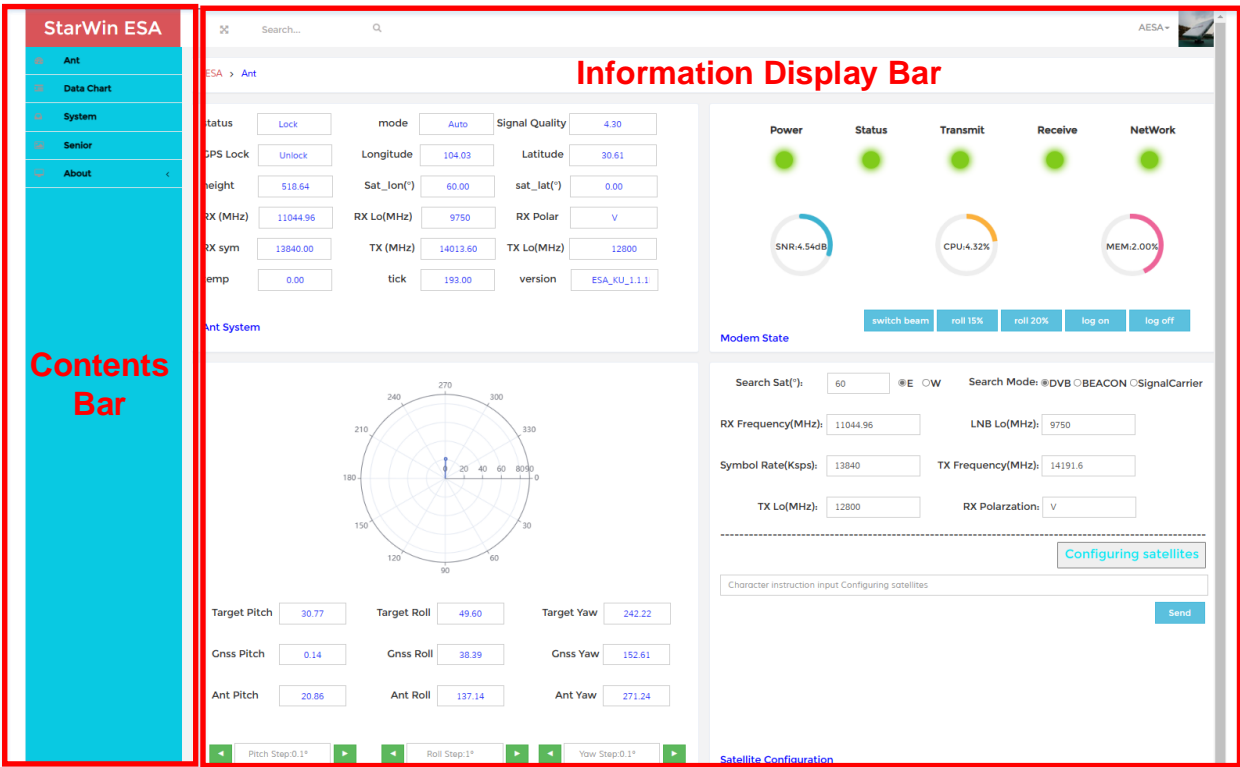 StarWin ESA
Ant
Data Chart
System
Senior
About
Contents
Bar
Search...
AESA
ESA > Ant
Information Display Bar
status Lock mode Auto Signal Quality 4.30
GPS Lock Unlock Longitude 104.03 Latitude 30.61
height 518.64 Sat_lon(°) 60.00 sat_lat(°) 0.00
RX (MHz) 11044.96 RX Lo(MHz) 9750 RX Polar V
RX sym 13840.00 TX (MHz) 14013.60 TX Lo(MHz) 12800
temp 0.00 tick 193.00 version ESA_KU_1.1.1
Ant System
Power Status Transmit Receive NetWork
SNR:4.54dB CPU:4.32% MEM:2.00%
switch beam roll 15% roll 20% log on log off
Modem State
270
240 300
210 330
180 0 20 40 60 80 90 0
150 30
120 60
90
Target Pitch 30.77 Target Roll 49.60 Target Yaw 242.22
Gnss Pitch 0.14 Gnss Roll 38.39 Gnss Yaw 152.61
Ant Pitch 20.86 Ant Roll 137.14 Ant Yaw 271.24
Pitch Step:0.1° Roll Step:1° Yaw Step:0.1°
Search Sat(°): 60 E W Search Mode: DVB BEACON SignalCarrier
RX Frequency(MHz): 11044.96 LNB Lo(MHz): 9750
Symbol Rate(Ksps): 13840 TX Frequency(MHz): 14191.6
TX Lo(MHz): 12800 RX Polarzation: V
Configuring satellites
Character instruction input Configuring satellites
Send
Satellite Configuration